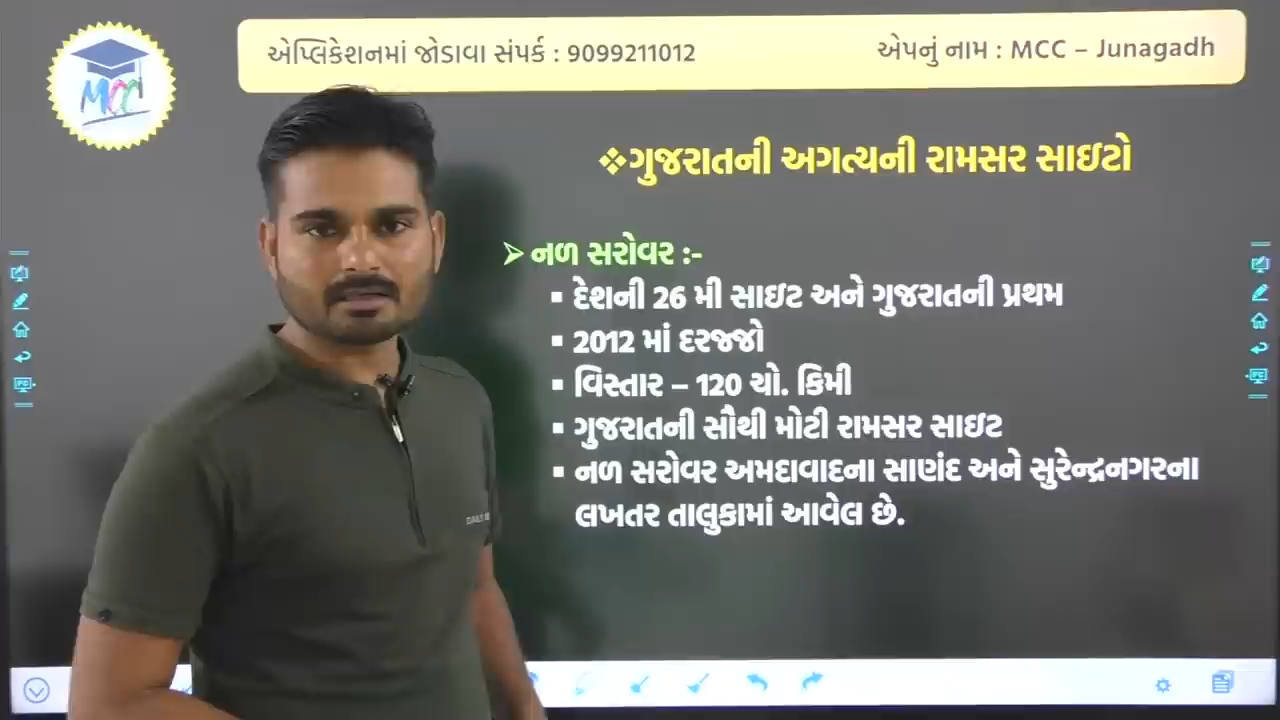 એપ્લિકેશનમાં જોડાવા સંપર્ક : 9099211012
એપનું નામ : MCC – Junagadh
MCC
❖ગુજરાતની અગત્યની રામસર સાઇટો
➢ નળ સરોવર :-
▪ દેશની 26 મી સાઇટ અને ગુજરાતની પ્રથમ
▪ 2012 માં દરજ્જો
▪ વિસ્તાર – 120 ચો. કિમી
▪ ગુજરાતની સૌથી મોટી રામસર સાઇટ
▪ નળ સરોવર અમદાવાદના સાણંદ અને સુરેન્દ્રનગરના
લખતર તાલુકામાં આવેલ છે.